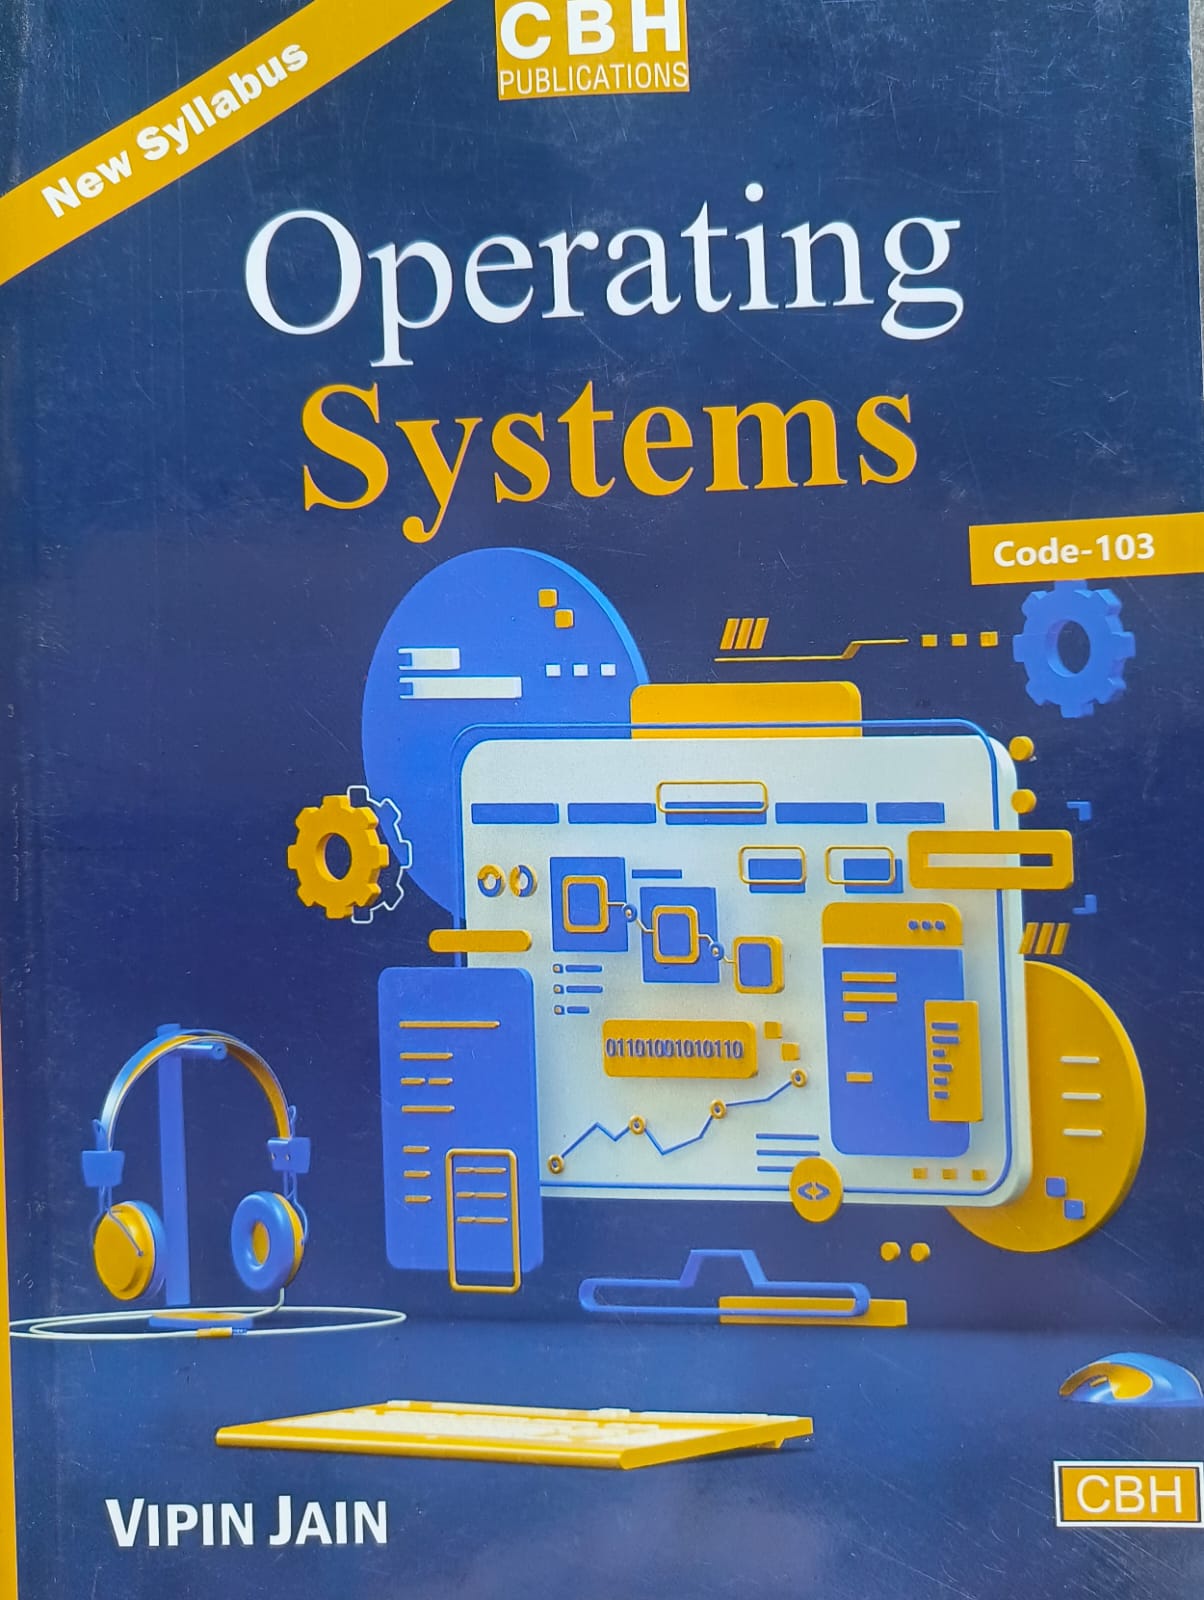 CBH
PUBLICATIONS
New Syllabus
Operating
Systems
Code-103
01101001010110
VIPIN JAIN
CBH